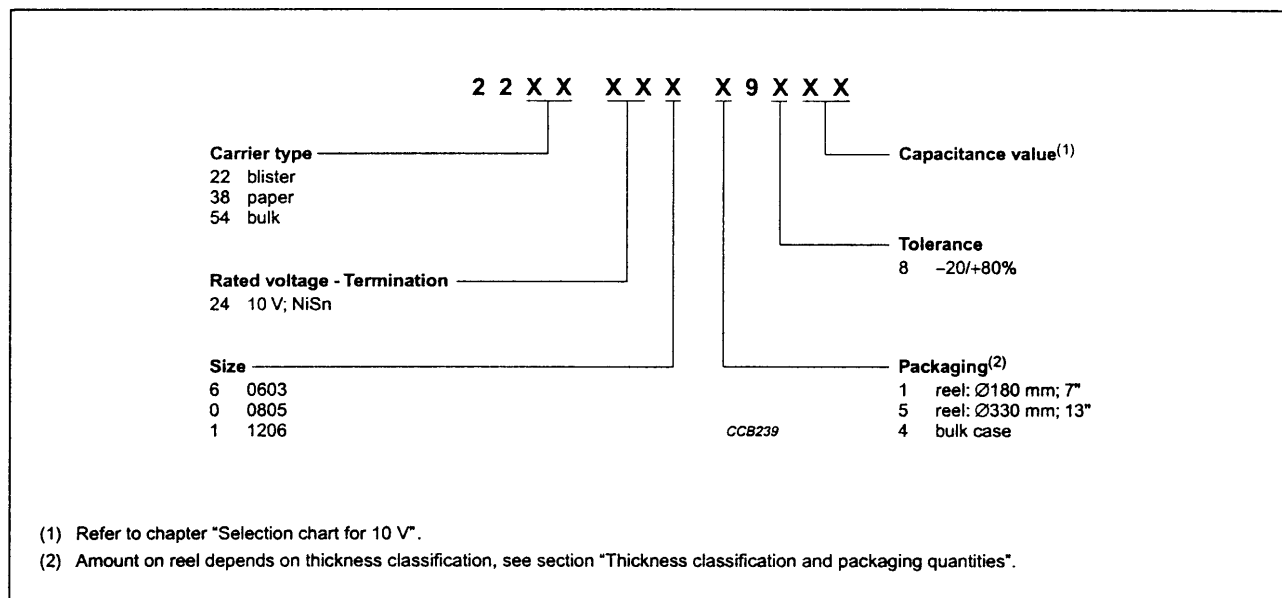 2 2 X X X X X X 9 X X X
Carrier type
22 blister
38 paper
54 bulk
Rated voltage - Termination
24 10 V; NiSn
Size
6 0603
0 0805
1 1206
Capacitance value(1)
Tolerance
8 −20/+80%
Packaging(2)
1 reel: Ø180 mm; 7"
5 reel: Ø330 mm; 13"
4 bulk case
CCB239
(1) Refer to chapter "Selection chart for 10 V".
(2) Amount on reel depends on thickness classification, see section "Thickness classification and packaging quantities".